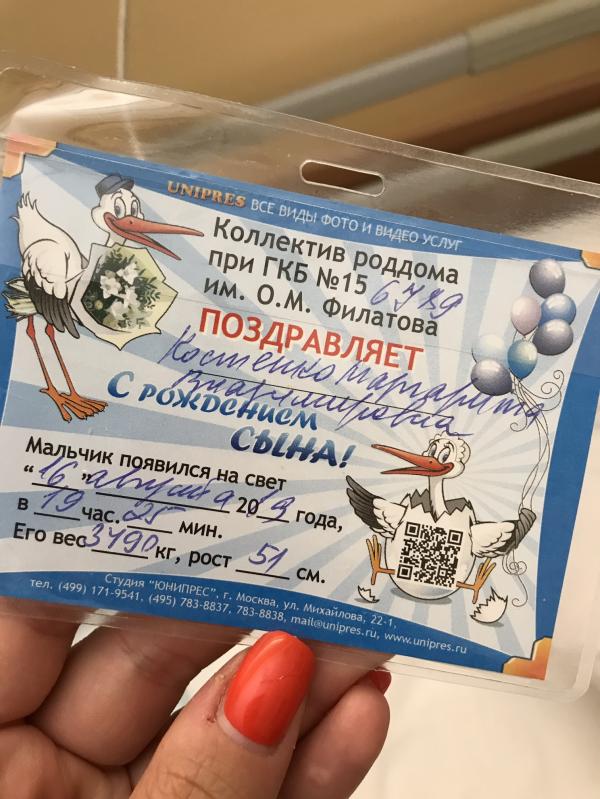 UNIPRES ВСЕ ВИДЫ ФОТО И ВИДЕО УСЛУГ
Коллектив роддома
при ГКБ №15 6789
им. О.М. Филатова
ПОЗДРАВЛЯЕТ
Костенко Маргарита
Владимировна
С РОЖДЕНИЕМ
СЫНА!
Мальчик появился на свет
"16" августа 2019 года,
в 19 час. 25 мин.
Его вес 3490 кг, рост 51 см.
Студия "ЮНИПРЕС", г. Москва, ул. Михайлова, 22-1,
тел. (499) 171-9541, (495) 783-8837, 783-8838, mail@unipres.ru, www.unipres.ru